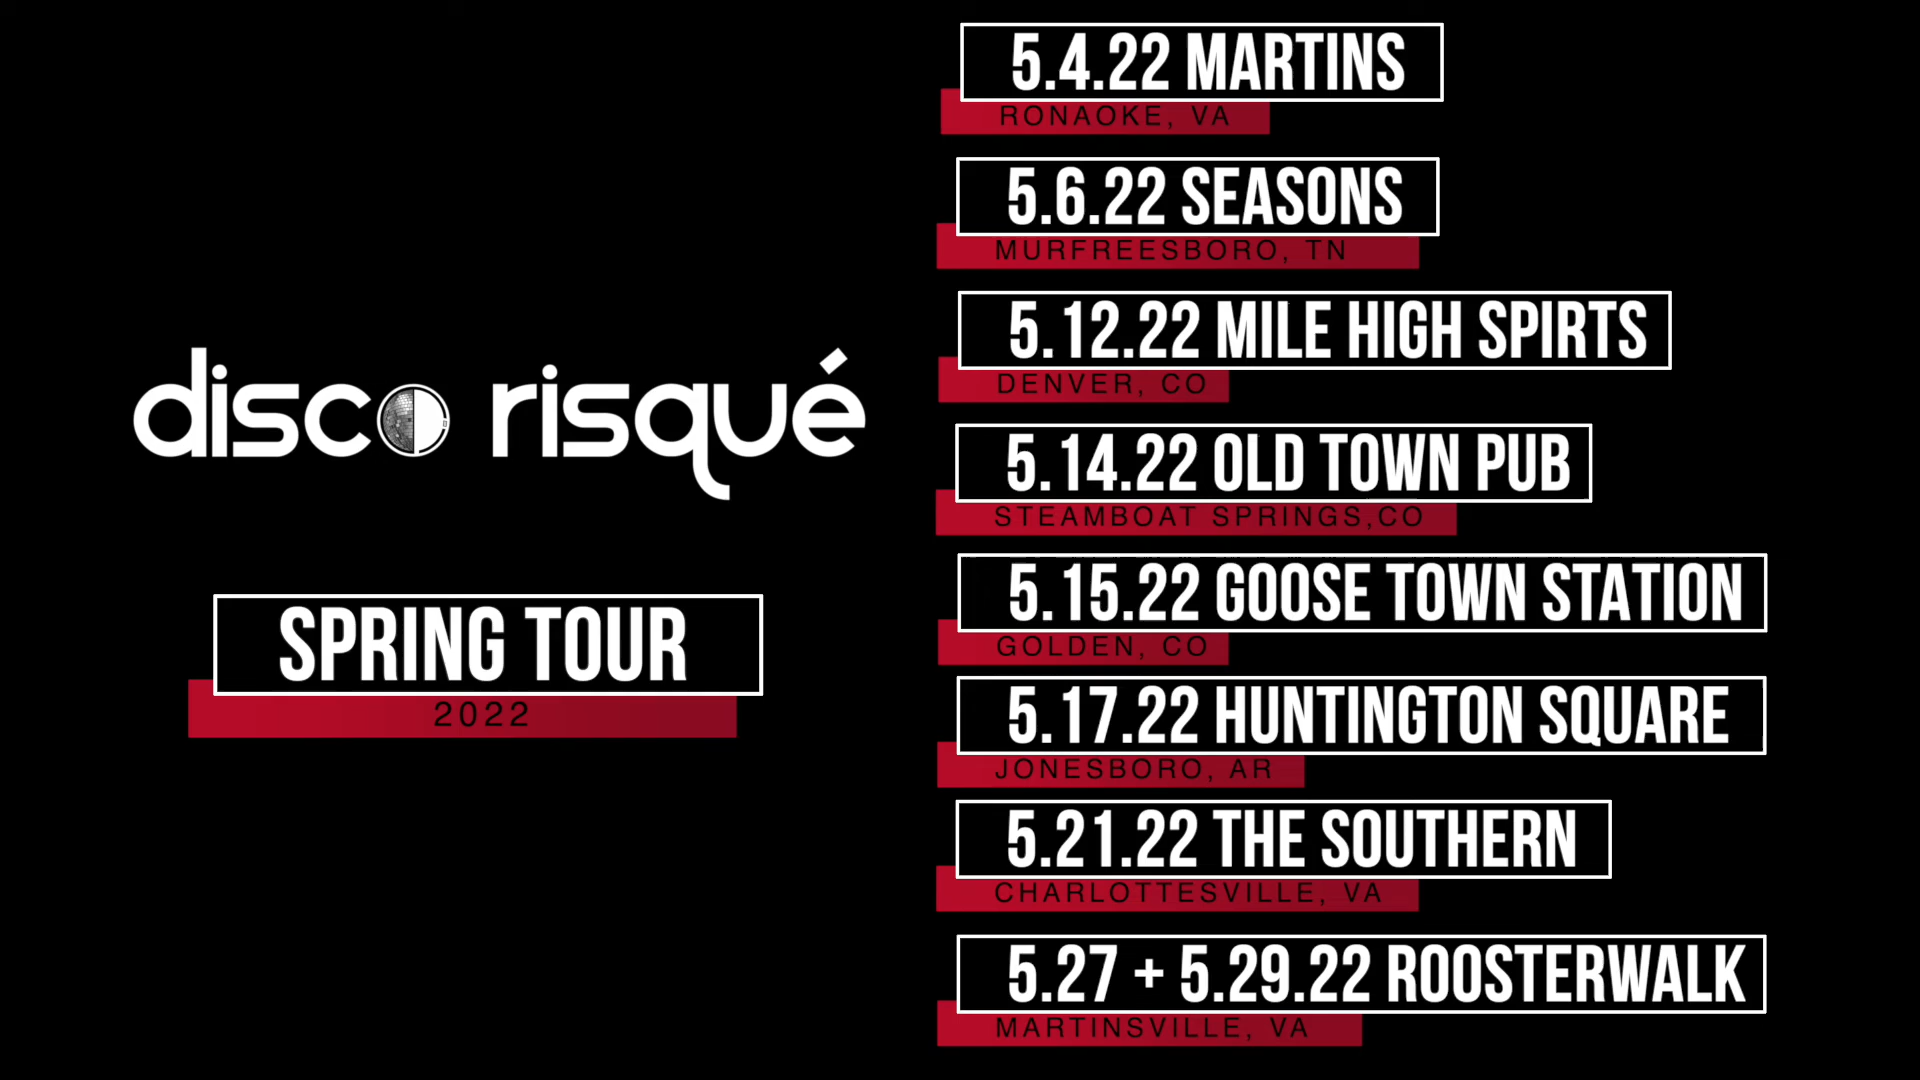 disco risqué
SPRING TOUR
2022
5.4.22 MARTINS
RONAOKE, VA
5.6.22 SEASONS
MURFREESBORO, TN
5.12.22 MILE HIGH SPIRTS
DENVER, CO
5.14.22 OLD TOWN PUB
STEAMBOAT SPRINGS,CO
5.15.22 GOOSE TOWN STATION
GOLDEN, CO
5.17.22 HUNTINGTON SQUARE
JONESBORO, AR
5.21.22 THE SOUTHERN
CHARLOTTESVILLE, VA
5.27 + 5.29.22 ROOSTERWALK
MARTINSVILLE, VA